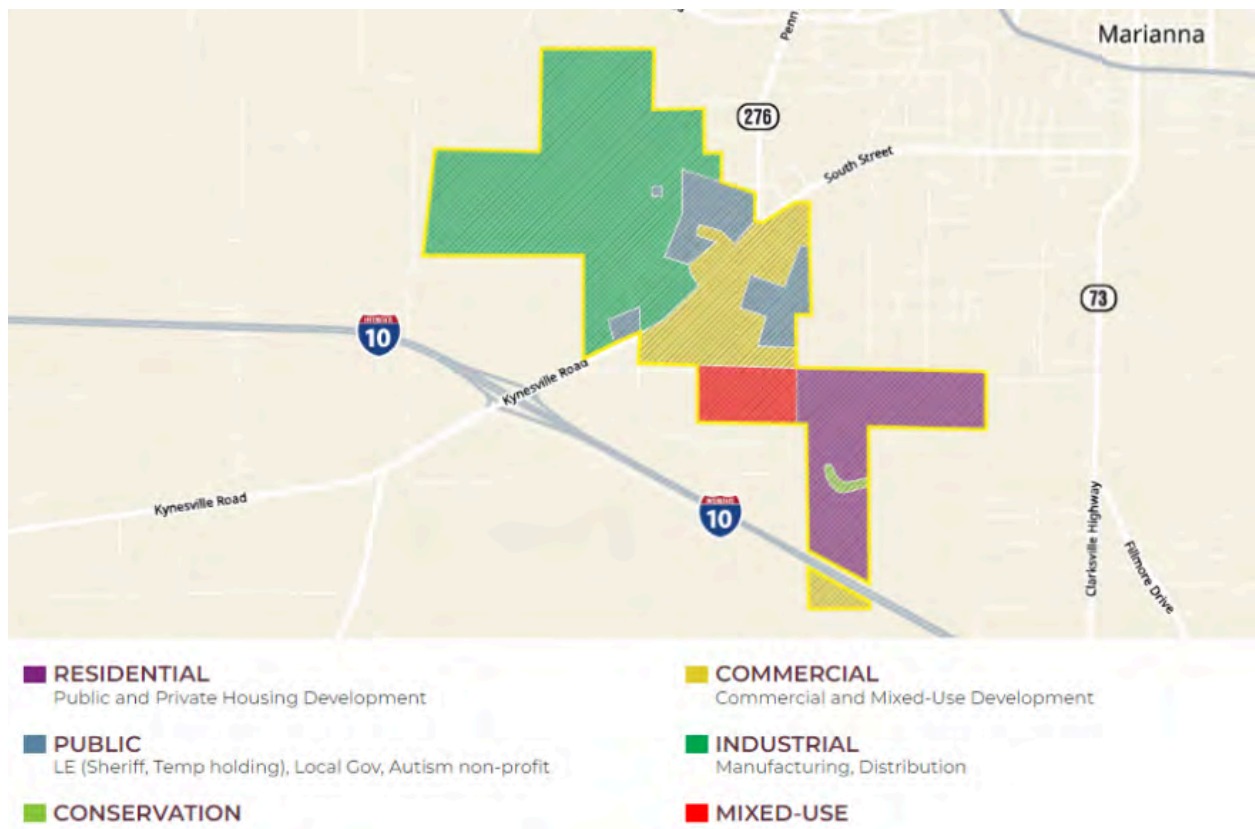 Marianna
Penn
276
South Street
73
INTERSTATE
10
Kynesville Road
INTERSTATE
10
Kynesville Road
Clarksville Highway
Fillmore Drive
RESIDENTIAL
Public and Private Housing Development
COMMERCIAL
Commercial and Mixed-Use Development
PUBLIC
LE (Sheriff, Temp holding), Local Gov, Autism non-profit
INDUSTRIAL
Manufacturing, Distribution
CONSERVATION
MIXED-USE